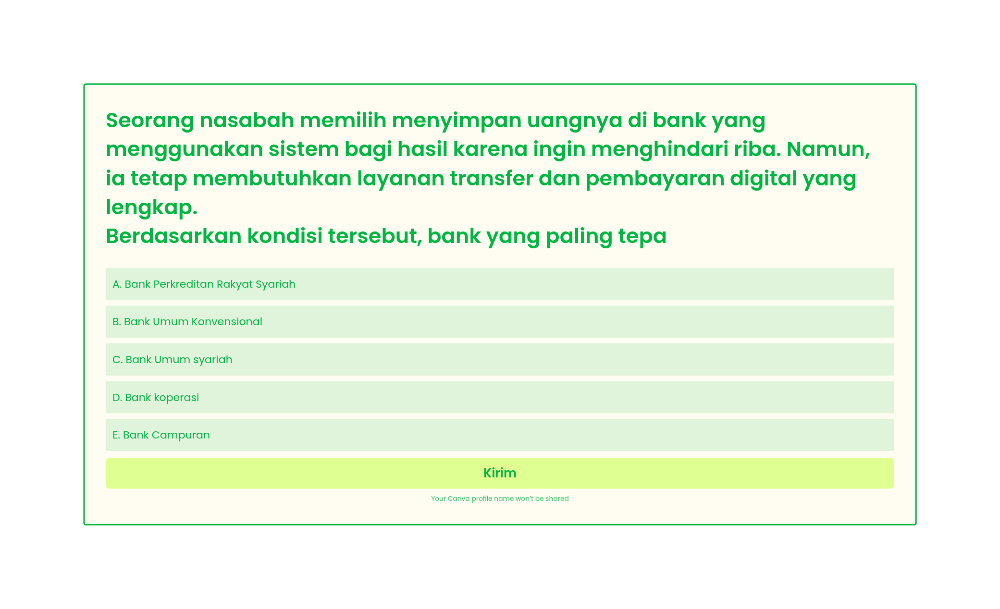 Seorang nasabah memilih menyimpan uangnya di bank yang
menggunakan sistem bagi hasil karena ingin menghindari riba. Namun,
ia tetap membutuhkan layanan transfer dan pembayaran digital yang
lengkap.
Berdasarkan kondisi tersebut, bank yang paling tepa
A. Bank Perkreditan Rakyat Syariah
B. Bank Umum Konvensional
C. Bank Umum syariah
D. Bank koperasi
E. Bank Campuran
Kirim
Your Canva profile name won't be shared